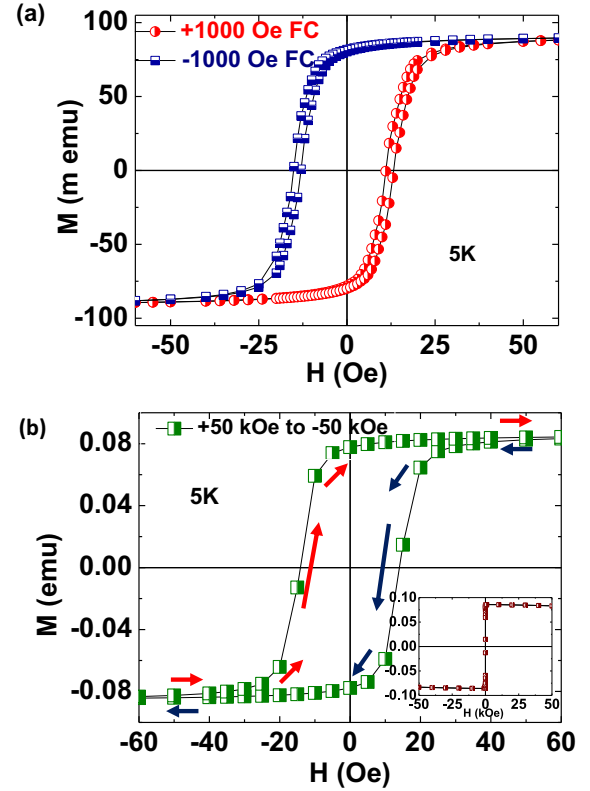 (a)
+1000 Oe FC
-1000 Oe FC
100
50
0
-50
-100
M (m emu)
5K
-50
-25
0
25
50
H (Oe)
(b)
+50 kOe to -50 kOe
0.08
0.04
0.00
-0.04
-0.08
M (emu)
5K
0.10
0.05
0.00
-0.05
-0.10
-50
-25
0
25
50
H (kOe)
-60
-40
-20
0
20
40
60
H (Oe)